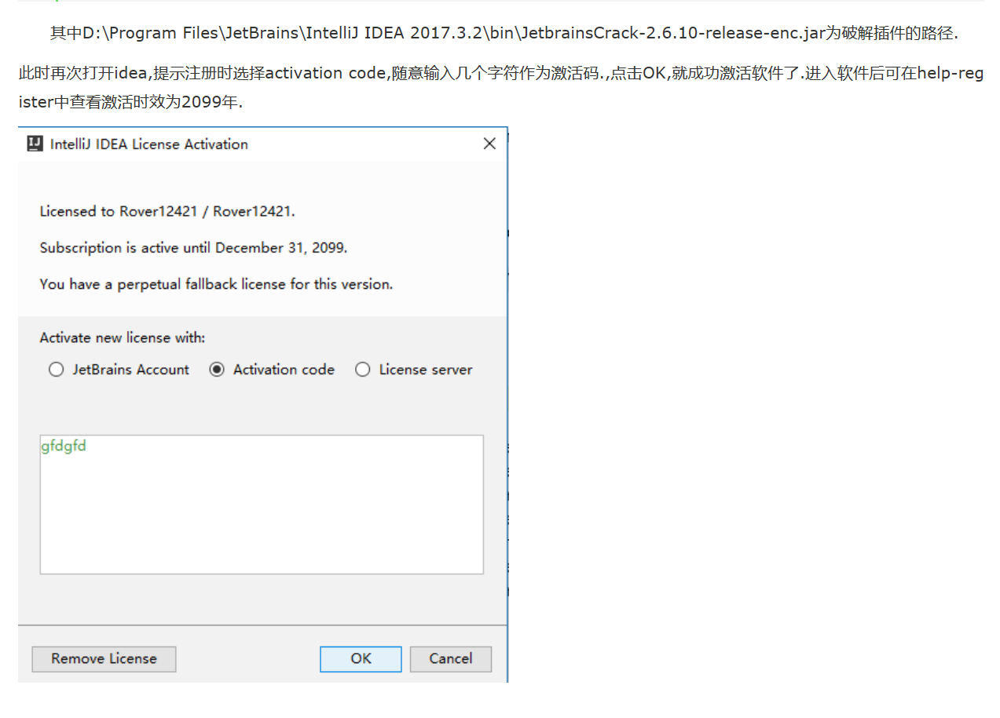 其中D:\Program Files\JetBrains\IntelliJ IDEA 2017.3.2\bin\JetbrainsCrack-2.6.10-release-enc.jar为破解插件的路径.
此时再次打开idea,提示注册时选择activation code,随意输入几个字符作为激活码.,点击OK,就成功激活软件了.进入软件后可在help-reg
ister中查看激活时效为2099年.
IJ IntelliJ IDEA License Activation
Licensed to Rover12421 / Rover12421.
Subscription is active until December 31, 2099.
You have a perpetual fallback license for this version.
Activate new license with:
JetBrains Account Activation code License server
gfdgfd
Remove License OK Cancel